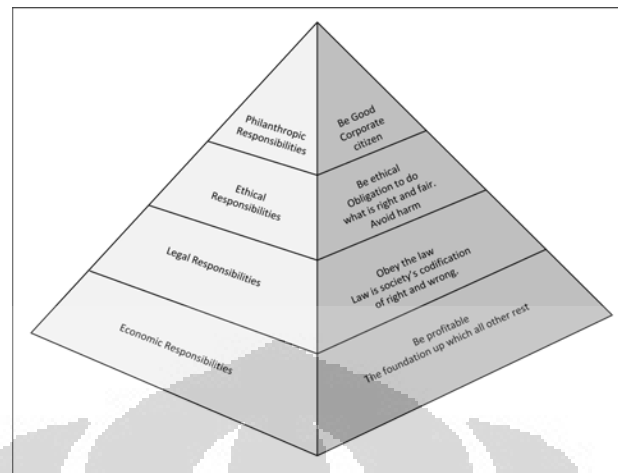 Philanthropic
Responsibilities
Be Good
Corporate
citizen
Ethical
Responsibilities
Be ethical
Obligation to do
what is right and fair.
Avoid harm
Legal Responsibilities
Obey the law
Law is society's codification
of right and wrong.
Economic Responsibilities
Be profitable
The foundation up which all other rest